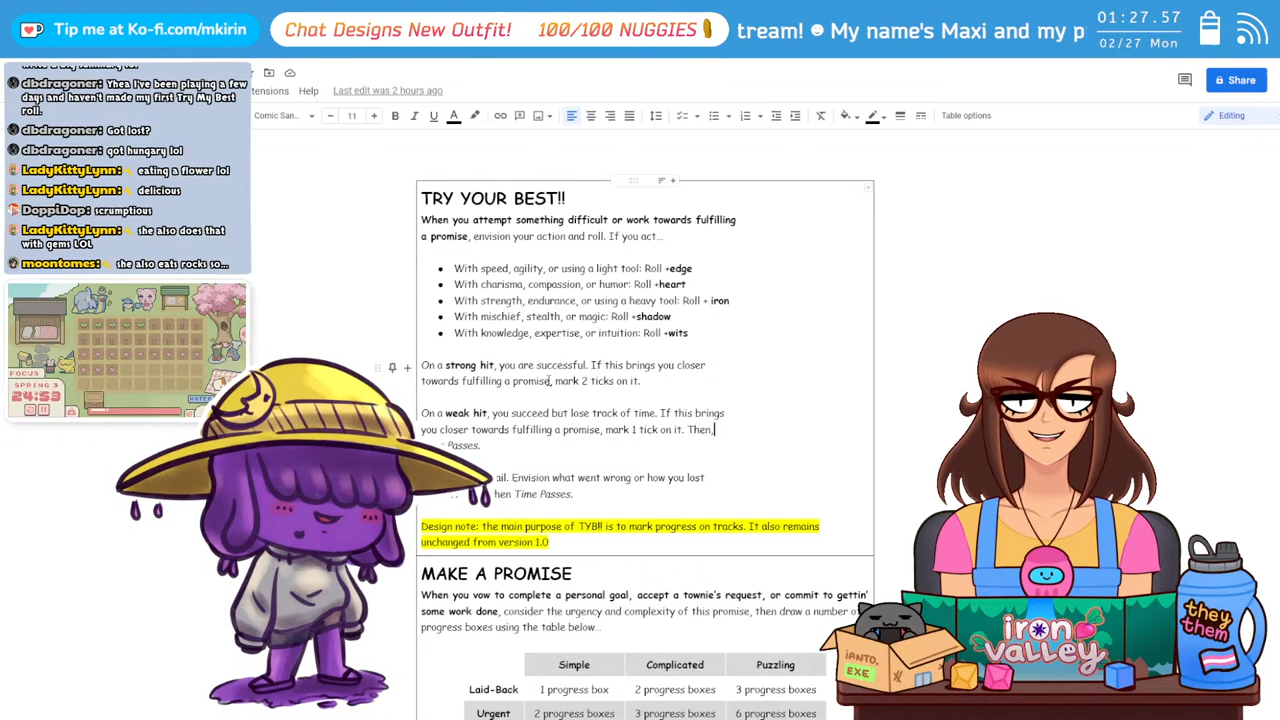 Tip me at Ko-fi.com/mkirin
Chat Designs New Outfit! 100/100 NUGGIES
tream! ☻ My name's Maxi and my p
01:27.57
02/27 Mon
dbdragoner: Yhea I've been playing a few
days and haven't made my first Try My Best
roll.
dbdragoner: Got lost?
dbdragoner: got hungary lol
LadyKittyLynn: eating a flower lol
LadyKittyLynn: delicious
DoppiDop: scrumptious
LadyKittyLynn: she also does that
with gems LOL
moontomes: she also eats rocks so...
FOCUS
SPRING 3
24:53
tensions Help Last edit was 2 hours ago
Share
Comic San... 11
Table options
Editing
TRY YOUR BEST!!
When you attempt something difficult or work towards fulfilling
a promise, envision your action and roll. If you act...
• With speed, agility, or using a light tool: Roll +edge
• With charisma, compassion, or humor: Roll +heart
• With strength, endurance, or using a heavy tool: Roll + iron
• With mischief, stealth, or magic: Roll +shadow
• With knowledge, expertise, or intuition: Roll +wits
On a strong hit, you are successful. If this brings you closer
towards fulfilling a promise, mark 2 ticks on it.
On a weak hit, you succeed but lose track of time. If this brings
you closer towards fulfilling a promise, mark 1 tick on it. Then,
Passes.
ail. Envision what went wrong or how you lost
hen Time Passes.
Design note: the main purpose of TYB!! is to mark progress on tracks. It also remains
unchanged from version 1.0
MAKE A PROMISE
When you vow to complete a personal goal, accept a townie's request, or commit to gettin'
some work done, consider the urgency and complexity of this promise, then draw a number of
progress boxes using the table below...
Simple Complicated Puzzling
Laid-Back 1 progress box 2 progress boxes 3 progress boxes
Urgent 2 progress boxes 3 progress boxes 6 progress boxes
IANTO.
EXE
iron
valley
they
them